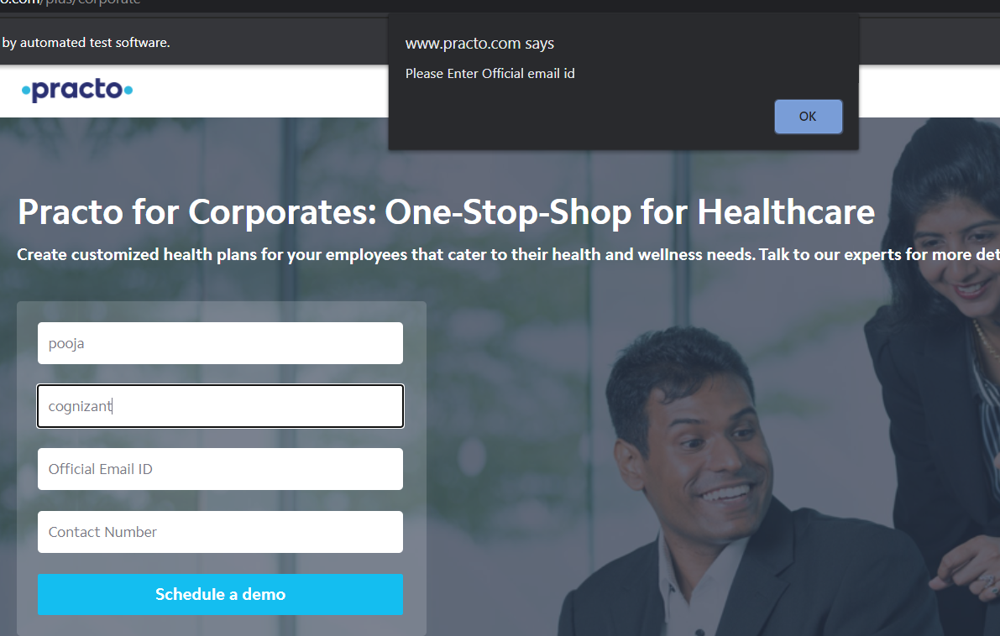 o.com/plus/corporate
by automated test software.
www.practo.com says
Please Enter Official email id
OK
practo
Practo for Corporates: One-Stop-Shop for Healthcare
Create customized health plans for your employees that cater to their health and wellness needs. Talk to our experts for more det
pooja
cognizant
Official Email ID
Contact Number
Schedule a demo